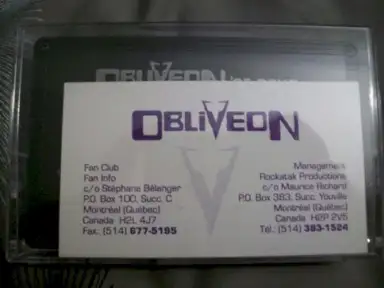 OBLIVEON
OBLIVEON
Fan Club
Fan Info
c/o Stéphane Bélanger
P.O. Box 100, Succ. C
Montréal (Québec)
Canada H2L 4J7
Fax: (514) 677-5195
Management
Rockatak Productions
c/o Maurice Richard
P.O. Box 383, Succ. Youville
Montréal (Québec)
Canada H2P 2V5
Tél.: (514) 383-1524